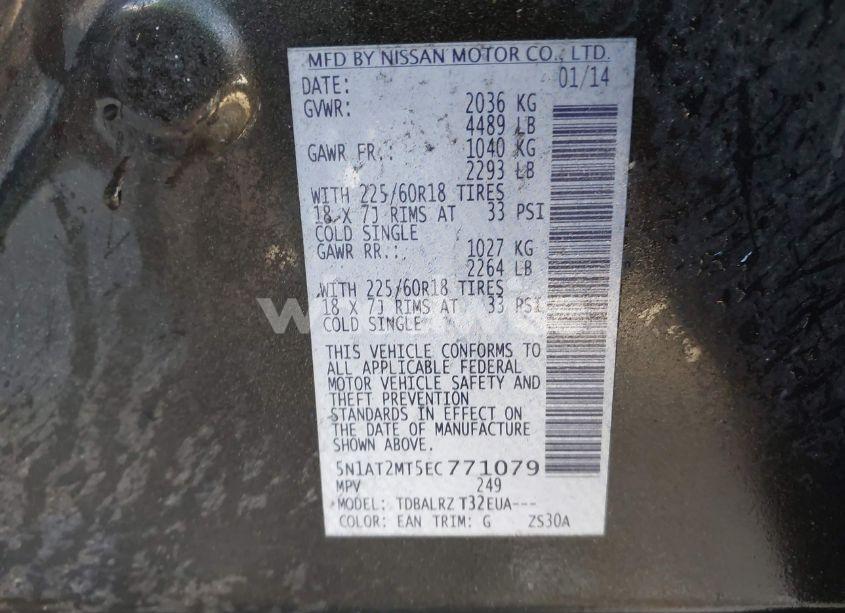 MFD BY NISSAN MOTOR CO., LTD.
DATE: 01/14
GVWR: 2036 KG
4489 LB
GAWR FR.: 1040 KG
2293 LB
WITH 225/60R18 TIRES
18 X 7J RIMS AT 33 PSI
COLD SINGLE
GAWR RR.: 1027 KG
2264 LB
WITH 225/60R18 TIRES
18 X 7J RIMS AT 33 PSI
COLD SINGLE
THIS VEHICLE CONFORMS TO
ALL APPLICABLE FEDERAL
MOTOR VEHICLE SAFETY AND
THEFT PREVENTION
STANDARDS IN EFFECT ON
THE DATE OF MANUFACTURE
SHOWN ABOVE.
5N1AT2MT5EC771079
MPV 249
MODEL: TDBALRZ T32EUA---
COLOR: EAN TRIM: G ZS30A